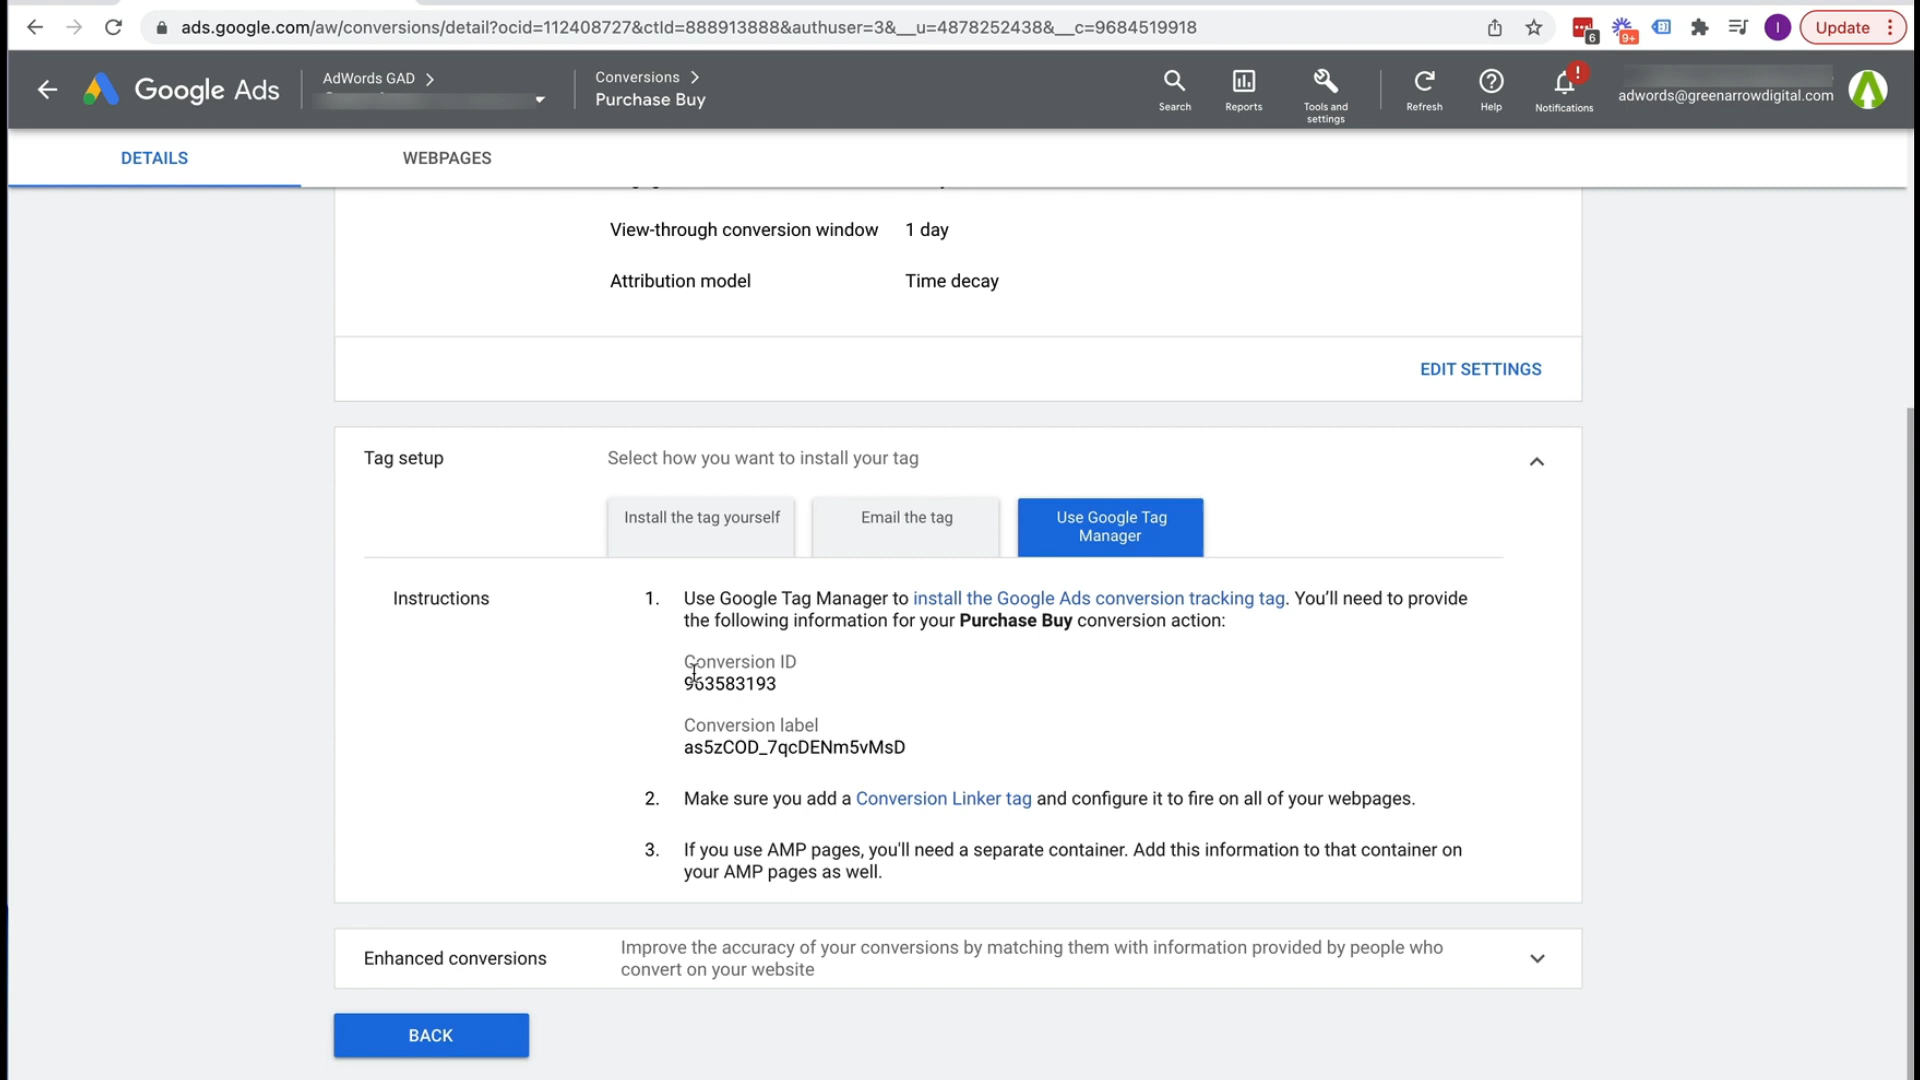 ads.google.com/aw/conversions/detail?ocid=112408727&ctId=888913888&authuser=3&__u=4878252438&__c=9684519918
6
9+
I
Update
Google Ads
AdWords GAD
Conversions
Purchase Buy
Search
Reports
Tools and
settings
Refresh
Help
!
Notifications
adwords@greenarrowdigital.com
DETAILS
WEBPAGES
View-through conversion window 1 day
Attribution model Time decay
EDIT SETTINGS
Tag setup
Select how you want to install your tag
Install the tag yourself
Email the tag
Use Google Tag
Manager
Instructions
1. Use Google Tag Manager to install the Google Ads conversion tracking tag. You’ll need to provide
the following information for your Purchase Buy conversion action:
Conversion ID
963583193
Conversion label
as5zCOD_7qcDENm5vMsD
2. Make sure you add a Conversion Linker tag and configure it to fire on all of your webpages.
3. If you use AMP pages, you'll need a separate container. Add this information to that container on
your AMP pages as well.
Enhanced conversions
Improve the accuracy of your conversions by matching them with information provided by people who
convert on your website
BACK